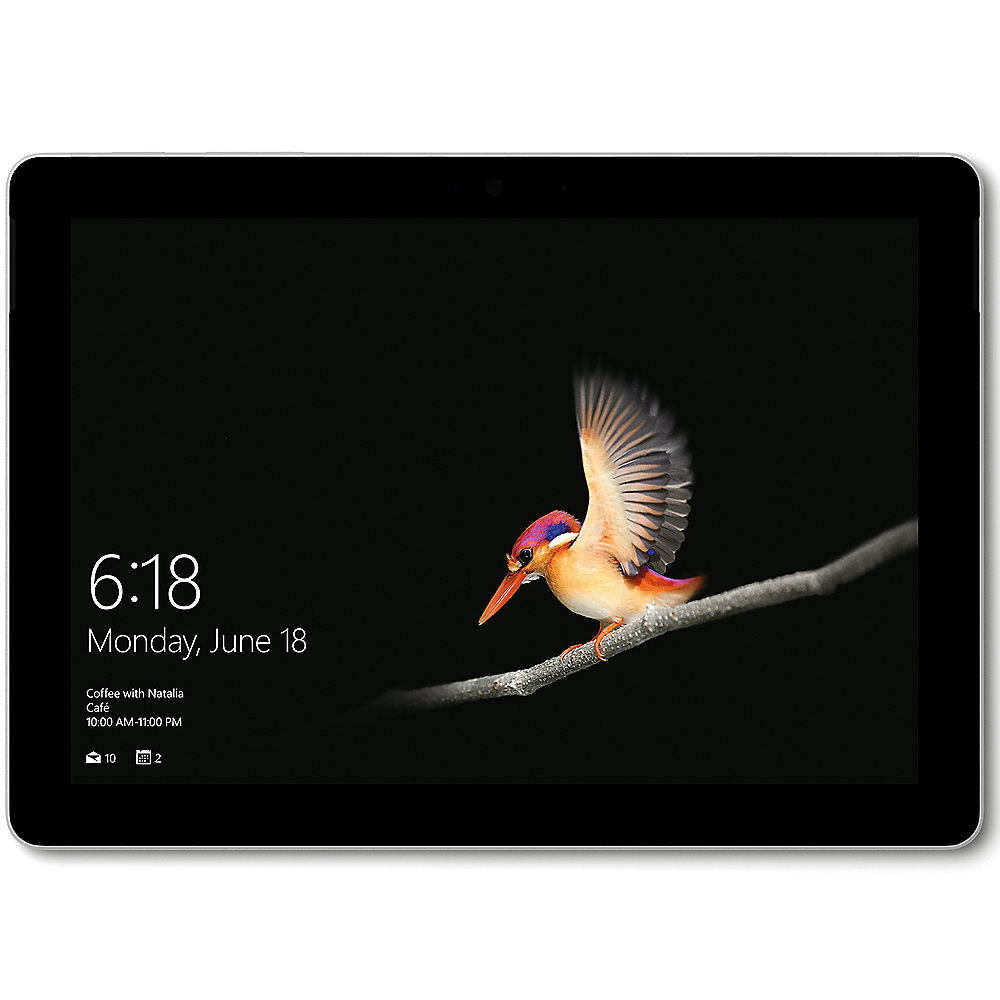 6:18
Monday, June 18
Coffee with Natalia
Café
10:00 AM-11:00 PM
10 2